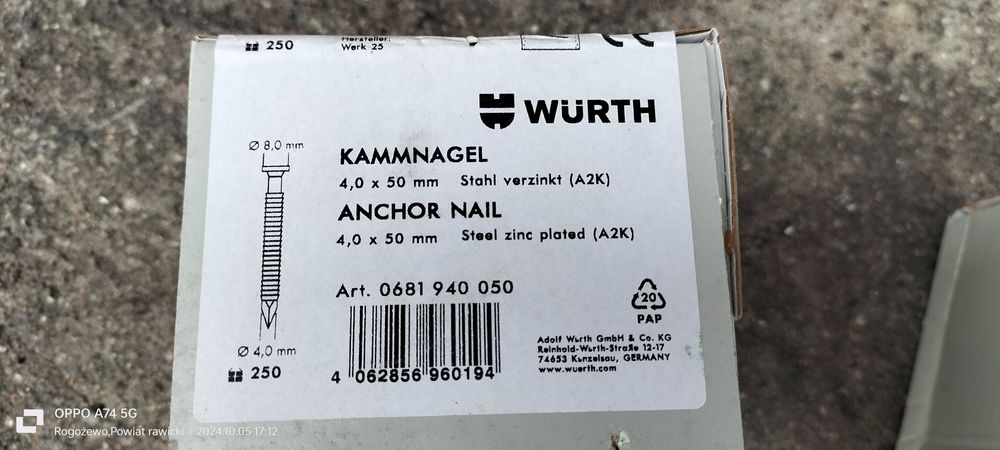 250
Hersteller:
Werk 25
CE
WÜRTH
Ø 8,0 mm
KAMMNAGEL
4,0 x 50 mm Stahl verzinkt (A2K)
ANCHOR NAIL
4,0 x 50 mm Steel zinc plated (A2K)
Art. 0681 940 050
20
PAP
Adolf Würth GmbH & Co. KG
Reinhold-Würth-Straße 12-17
74653 Künzelsau, GERMANY
www.wuerth.com
Ø 4,0 mm
250
4 062856 960194
OPPO A74 5G
Rogożewo,Powiat rawicki 2024.10.05 17:12